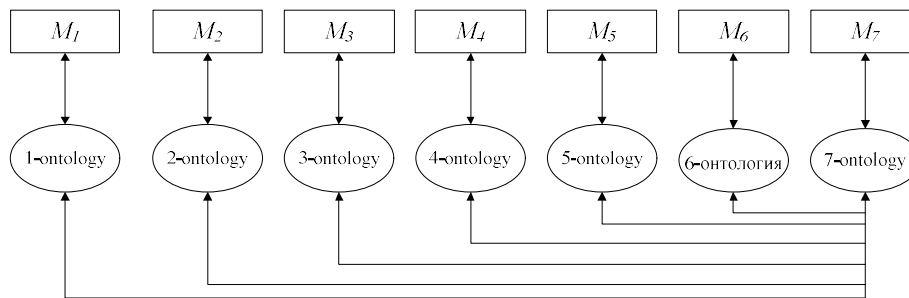 M1 M2 M3 M4 M5 M6 M7
1-ontology 2-ontology 3-ontology 4-ontology 5-ontology 6-онтология 7-ontology